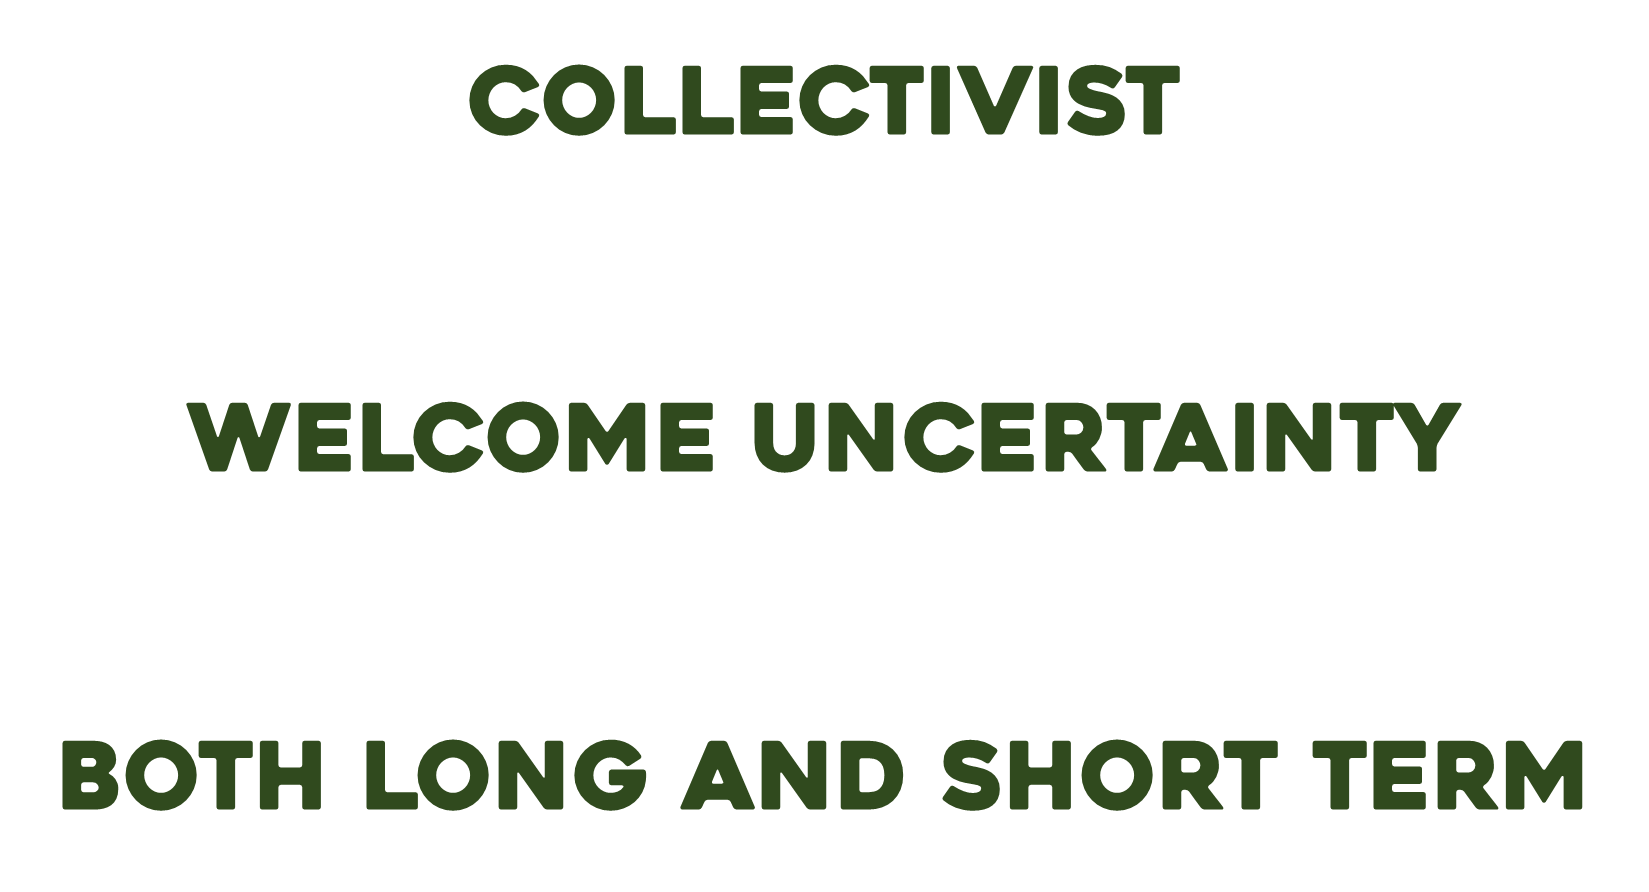 COLLECTIVIST
WELCOME UNCERTAINTY
BOTH LONG AND SHORT TERM